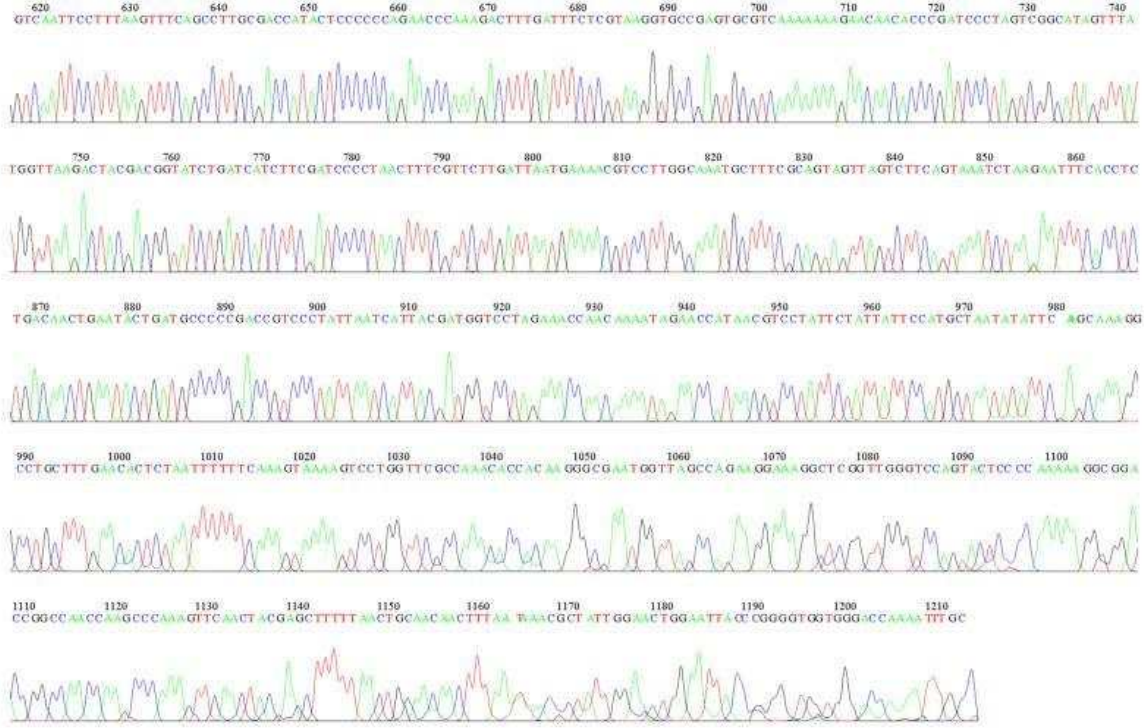 620 630 640 650 660 670 680 690 700 710 720 730 740
GTCAATTCCTTTAAGTTTCAGCCTTGCGACCATACTCCCCCCAGAACCCAAAGACTTTGATTTCTCGTAAGGTGCCGAGTGCGTCAAAAAAAGAACAACACCCGATCCCTAGTCGGCATAGTTTA
750 760 770 780 790 800 810 820 830 840 850 860
TGGTTAAGACTACGACGGTATCTGATCATCTTCGATCCCCTAACTTTCGTTCTTGATTAATGAAAACGTCCTTGGCAAATGCTTTCGCAGTAGTTAGTCTTCAGTAAATCTAAGAATTTCACCTC
870 880 890 900 910 920 930 940 950 960 970 980
TGACAACTGAATACTGATGCCCCCGACCGTCCCTATTAATCATTACGATGGTCCTAGAAACCAACAAAATAGAACCATAACGTCCTATTCTATTATTCCATGCTAATATATTC AGCAAAGG
990 1000 1010 1020 1030 1040 1050 1060 1070 1080 1090 1100
CCTGCTTTGAACACTCTAATTTTTTCAAAGTAAAAGTCCTGGTTCGCCAAACACCACAAGGGCGAATGGTTAGCCAGAAGGAAAGGCTCGGTTGGGTCCAGTACTCCCCAAAAAGGCGGA
1110 1120 1130 1140 1150 1160 1170 1180 1190 1200 1210
CCGGCCAACCAAGCCCAAAGTTCAACTACGAGCTTTTTAACTGCAACAACTTTAATAAACGCTATTGGAACTGGAATTACCCGGGGTGGTGGGACCAAAATTTGC